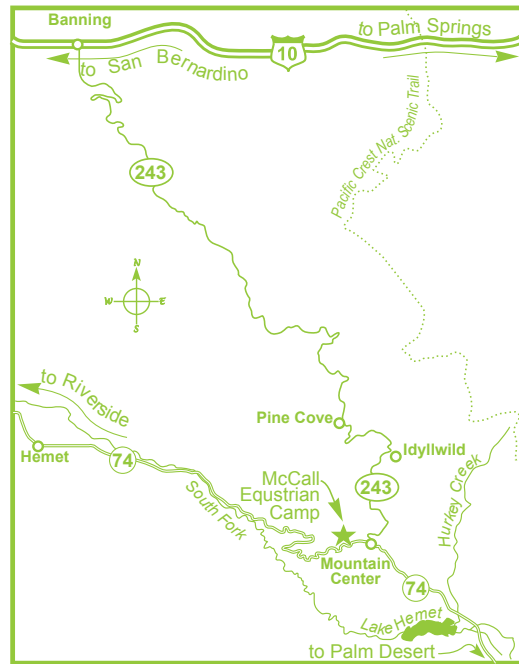 Banning
to Palm Springs
10
to San Bernardino
Pacific Crest Nat. Scenic Trail
243
N
W E
S
to Riverside
Pine Cove
Idyllwild
Hemet
74
McCall
Equstrian
Camp
243
South Fork
Hurkey Creek
Mountain
Center
74
Lake Hemet
to Palm Desert